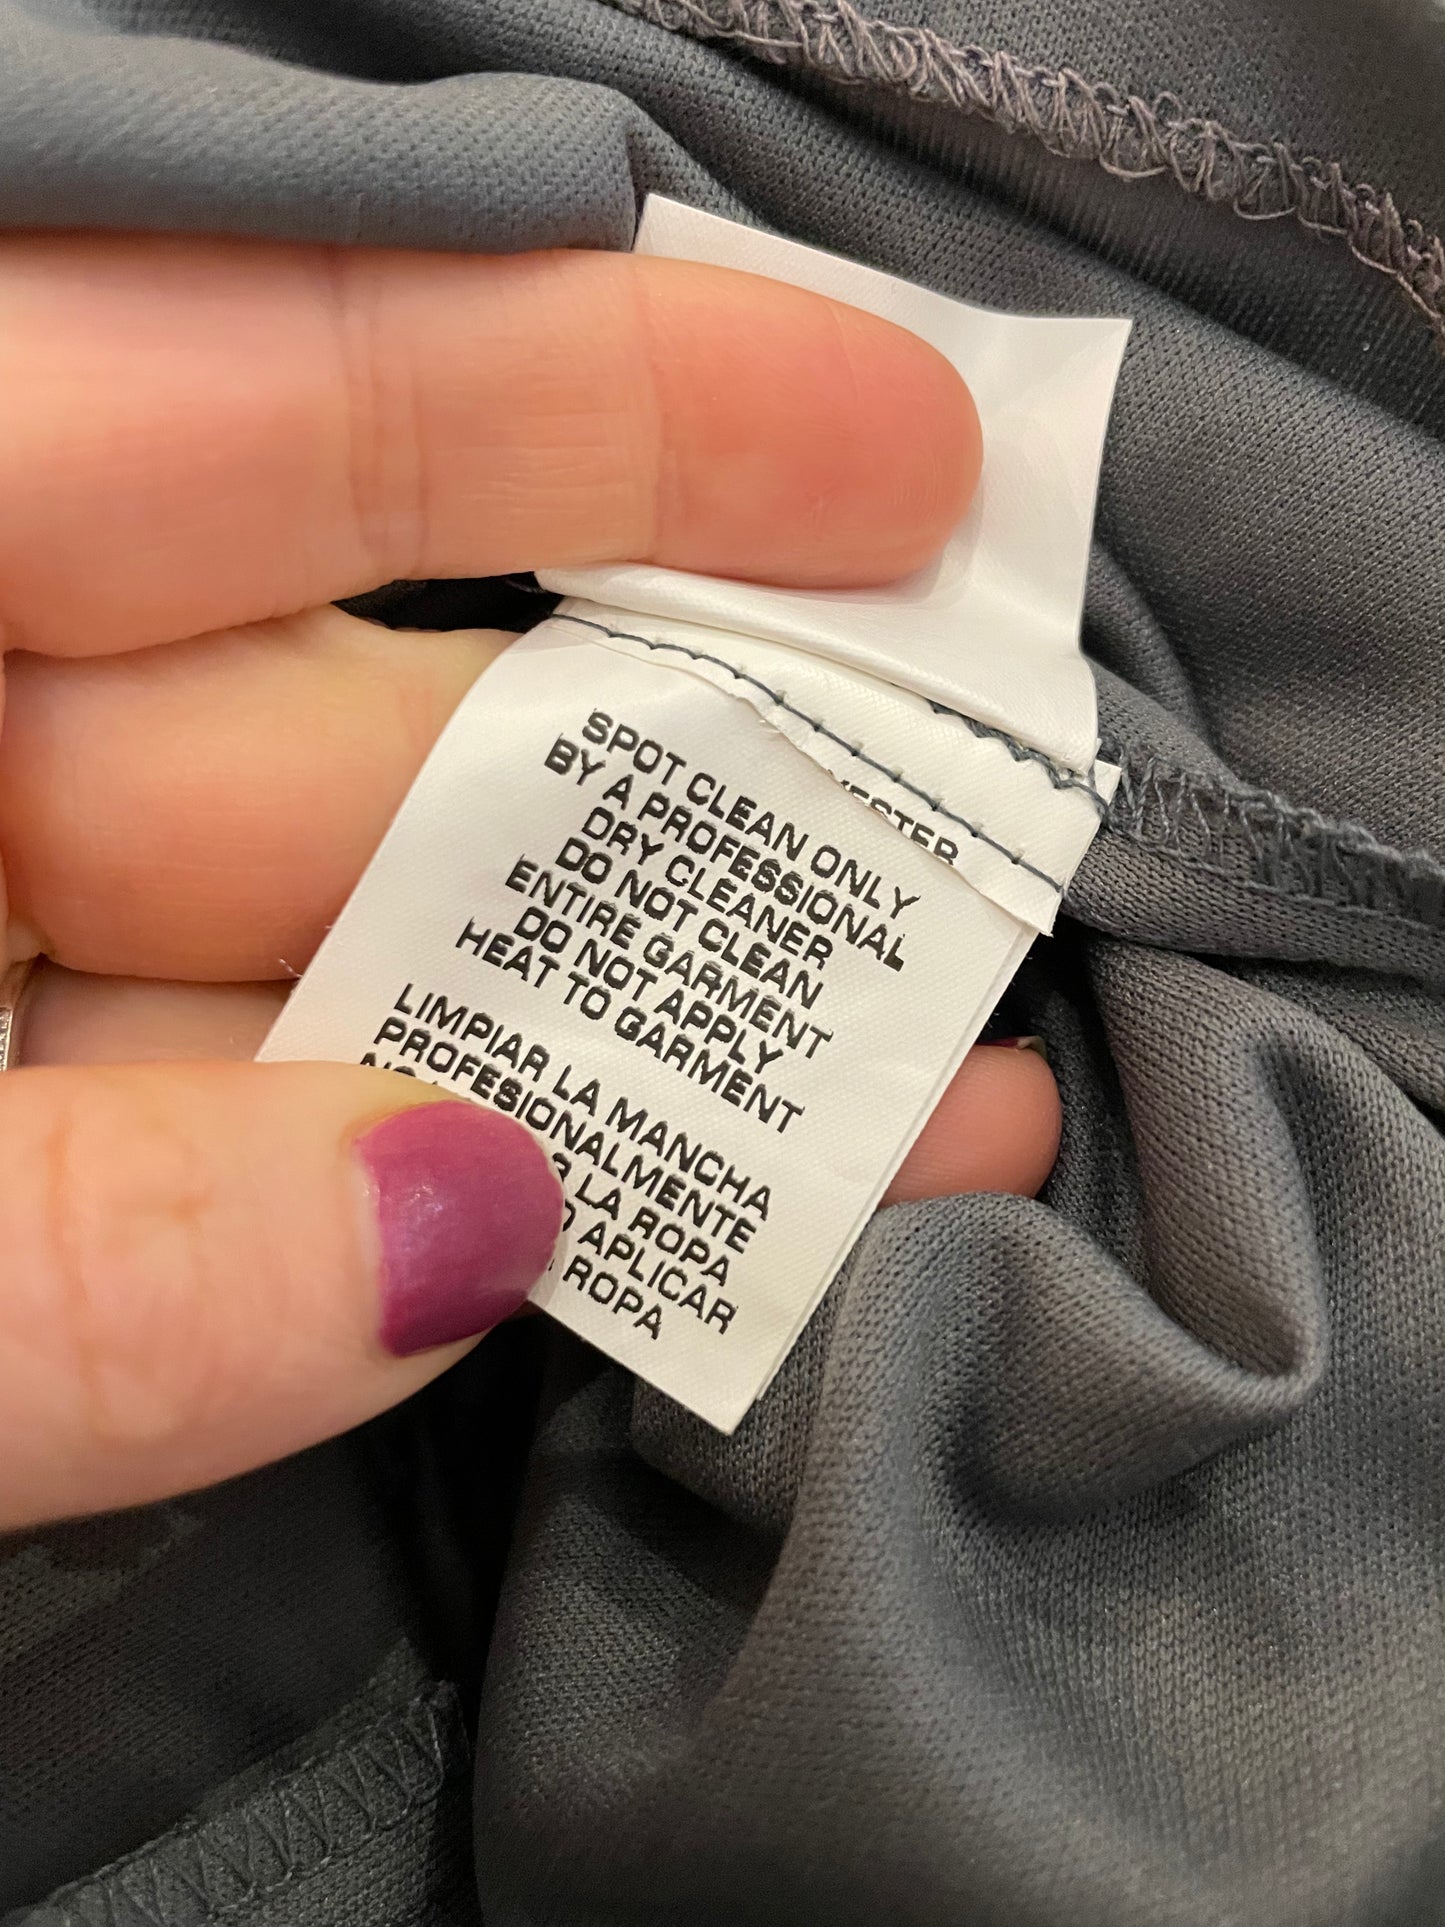 SPOT CLEAN ONLY
BY A PROFESSIONAL
DRY CLEANER
DO NOT CLEAN
ENTIRE GARMENT
DO NOT APPLY
HEAT TO GARMENT
LIMPIAR LA MANCHA
PROFESIONALMENTE
LA ROPA
APLICAR
ROPA